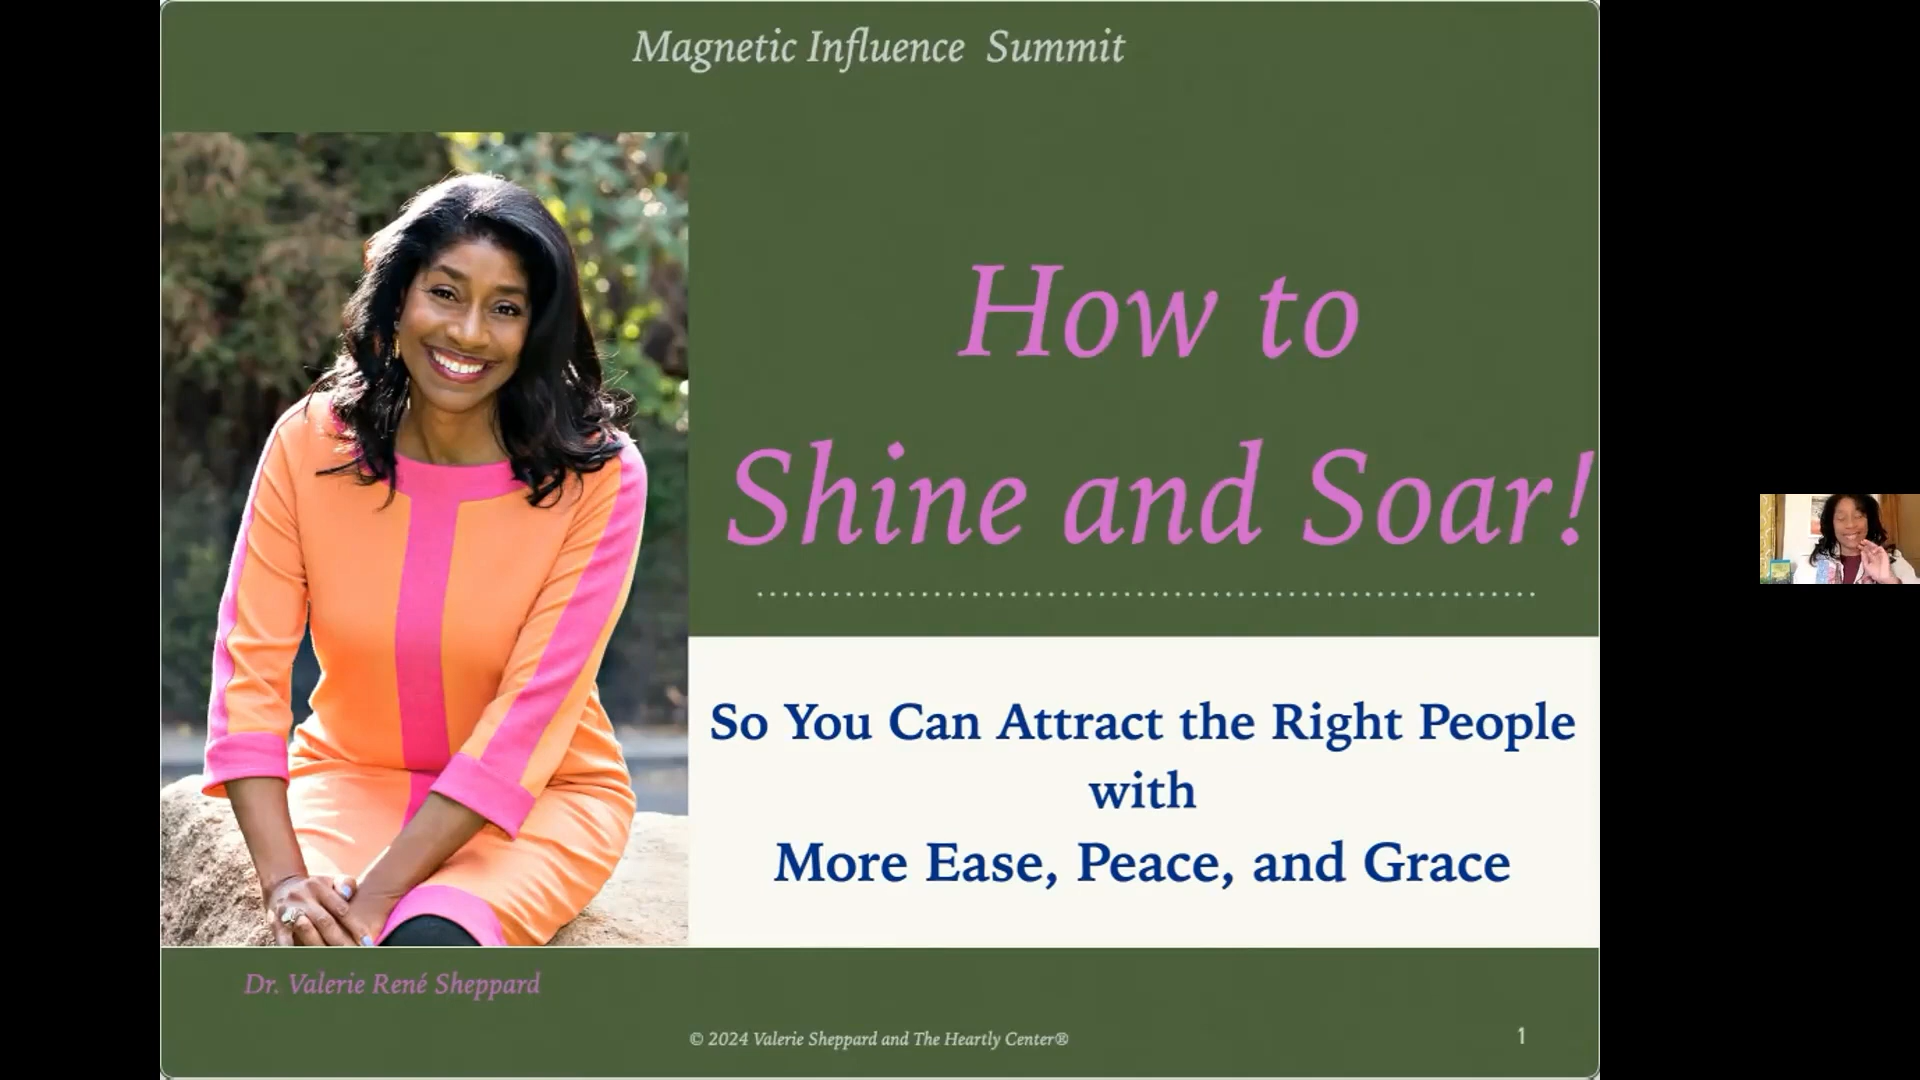 Magnetic Influence Summit
How to
Shine and Soar!
So You Can Attract the Right People
with
More Ease, Peace, and Grace
Dr. Valerie René Sheppard
© 2024 Valerie Sheppard and The Heartly Center®
1